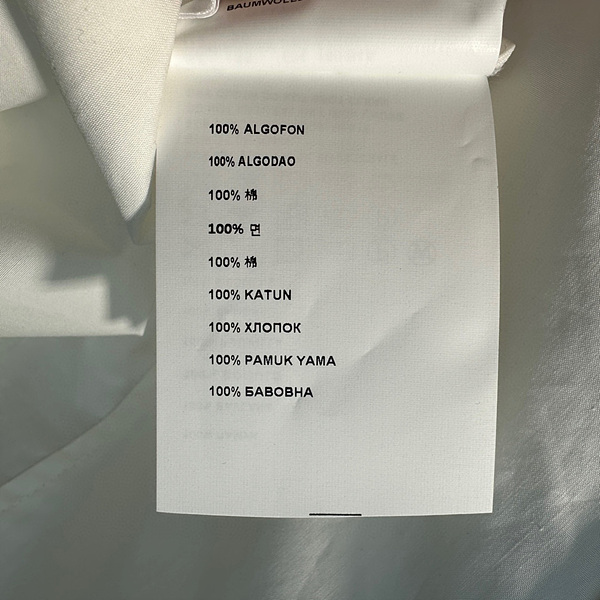 BAUMWOLLE
100% ALGOFON
100% ALGODAO
100% 棉
100% 면
100% 棉
100% KATUN
100% ХЛОПОК
100% PAMUK YAMA
100% БАВОВНА